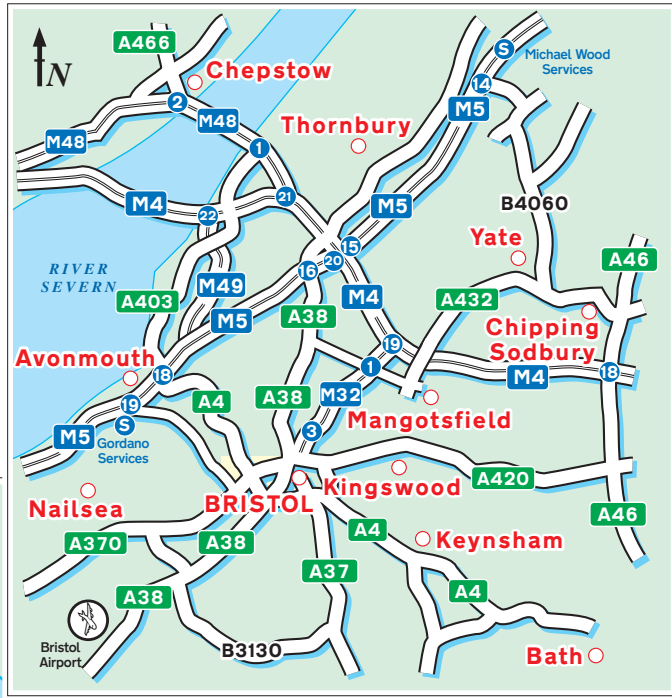 A466
N
Chepstow
S
Michael Wood
Services
14
2
M48
M5
M48
1
Thornbury
M4
22
21
M5
B4060
RIVER
SEVERN
A403
M49
15
20
16
Yate
A46
M4
A432
M5
A38
Chipping
Sodbury
Avonmouth
18
19
1
M4
18
19
A4
A38
M32
Mangotsfield
M5
S
Gordano
Services
3
Nailsea
BRISTOL
Kingswood
A420
A46
A370
A38
A4
Keynsham
A38
A37
A4
Bristol
Airport
B3130
Bath